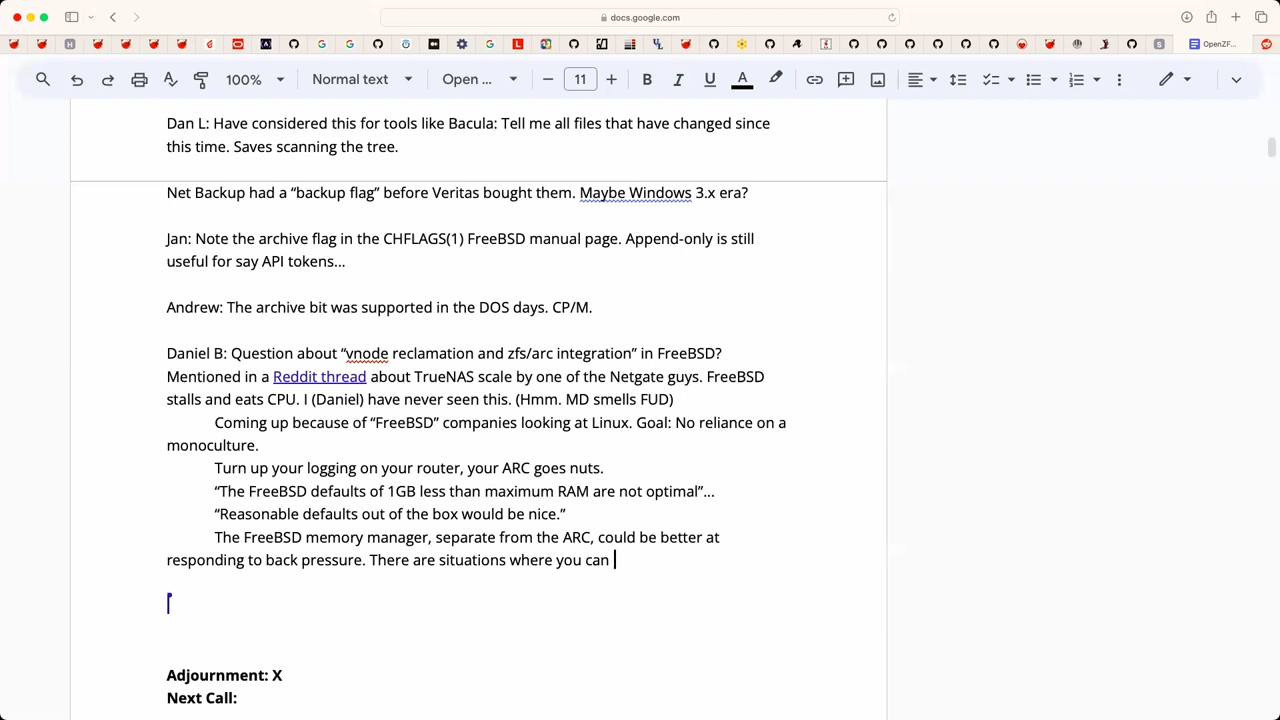 docs.google.com
OpenZF...
100%
Normal text
Open ...
11
B
I
U
A
Dan L: Have considered this for tools like Bacula: Tell me all files that have changed since
this time. Saves scanning the tree.
Net Backup had a “backup flag” before Veritas bought them. Maybe Windows 3.x era?
Jan: Note the archive flag in the CHFLAGS(1) FreeBSD manual page. Append-only is still
useful for say API tokens...
Andrew: The archive bit was supported in the DOS days. CP/M.
Daniel B: Question about “vnode reclamation and zfs/arc integration” in FreeBSD?
Mentioned in a Reddit thread about TrueNAS scale by one of the Netgate guys. FreeBSD
stalls and eats CPU. I (Daniel) have never seen this. (Hmm. MD smells FUD)
Coming up because of “FreeBSD” companies looking at Linux. Goal: No reliance on a
monoculture.
Turn up your logging on your router, your ARC goes nuts.
“The FreeBSD defaults of 1GB less than maximum RAM are not optimal”...
“Reasonable defaults out of the box would be nice.”
The FreeBSD memory manager, separate from the ARC, could be better at
responding to back pressure. There are situations where you can
Adjournment: X
Next Call: